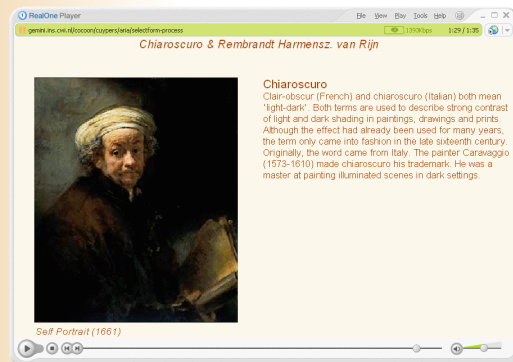 RealOne Player
File View Play Tools Help
gemini.ins.cwi.nl/cocoon/cuypers/aria/selectform-process
1393Kbps 1:29 / 1:35
Chiaroscuro & Rembrandt Harmensz. van Rijn
Chiaroscuro
Clair-obscur (French) and chiaroscuro (Italian) both mean
'light-dark'. Both terms are used to describe strong contrast
of light and dark shading in paintings, drawings and prints.
Although the effect had already been used for many years,
the term only came into fashion in the late sixteenth century.
Originally, the word came from Italy. The painter Caravaggio
(1573-1610) made chiaroscuro his trademark. He was a
master at painting illuminated scenes in dark settings.
Self Portrait (1661)